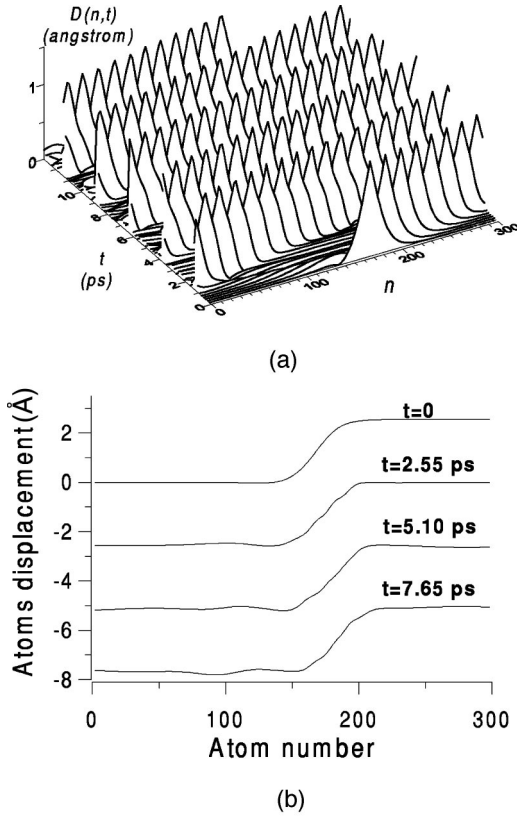 D(n,t)
(angstrom)
1
0
10
8
6
4
2
0
t
(ps)
0
100
200
300
n
(a)
Atoms displacement(Å)
2
0
-2
-4
-6
-8
t=0
t=2.55 ps
t=5.10 ps
t=7.65 ps
0
100
200
300
Atom number
(b)